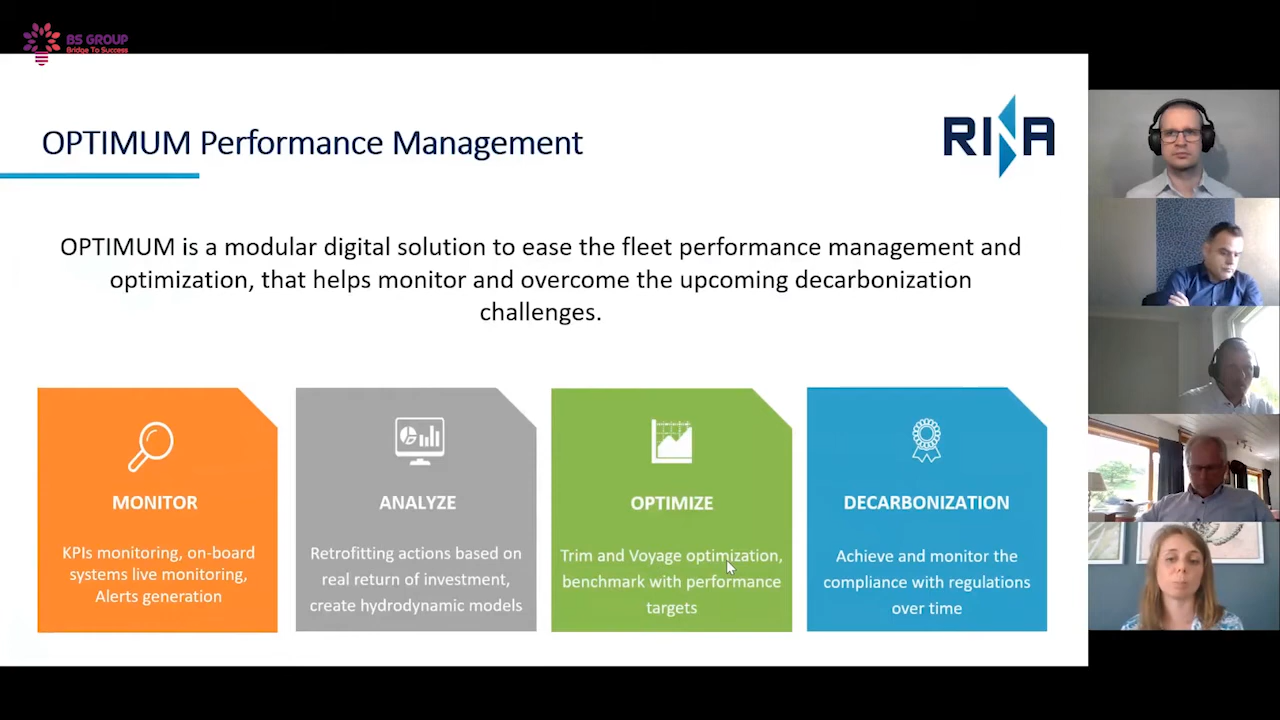 BS GROUP
Bridge To Success
OPTIMUM Performance Management
RINA
OPTIMUM is a modular digital solution to ease the fleet performance management and
optimization, that helps monitor and overcome the upcoming decarbonization
challenges.
MONITOR
KPIs monitoring, on-board
systems live monitoring,
Alerts generation
ANALYZE
Retrofitting actions based on
real return of investment,
create hydrodynamic models
OPTIMIZE
Trim and Voyage optimization,
benchmark with performance
targets
DECARBONIZATION
Achieve and monitor the
compliance with regulations
over time